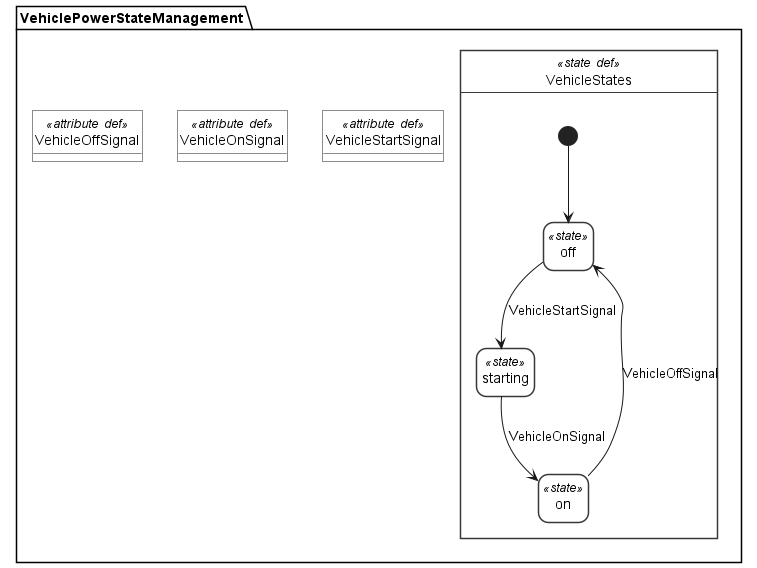 VehiclePowerStateManagement
«attribute def»
VehicleOffSignal
«attribute def»
VehicleOnSignal
«attribute def»
VehicleStartSignal
«state def»
VehicleStates
«state»
off
VehicleStartSignal
«state»
starting
VehicleOffSignal
VehicleOnSignal
«state»
on